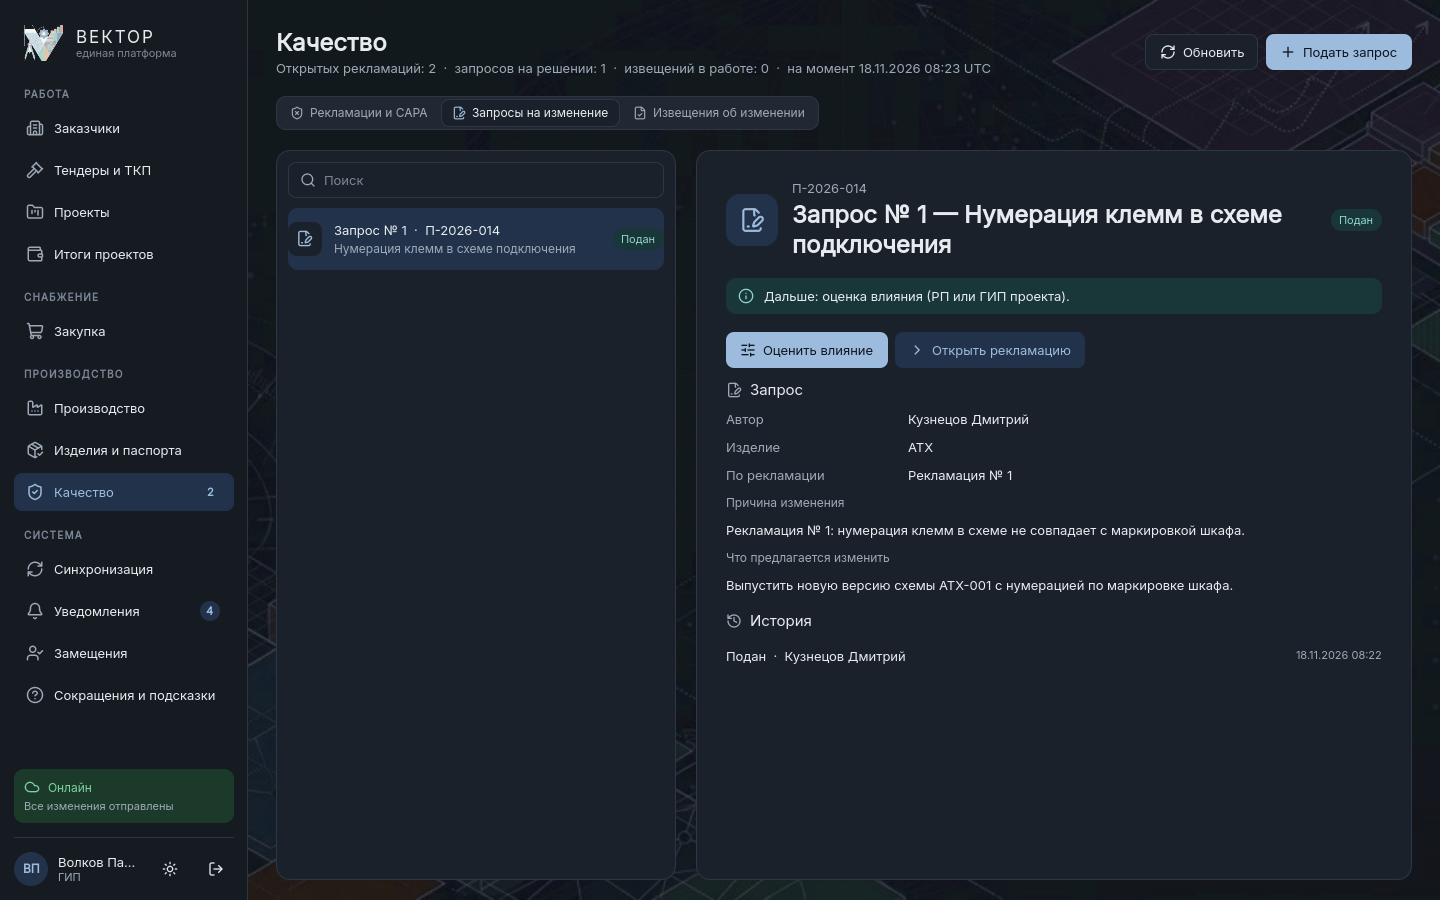 ВЕКТОР
единая платформа
РАБОТА
Заказчики
Тендеры и ТКП
Проекты
Итоги проектов
СНАБЖЕНИЕ
Закупка
ПРОИЗВОДСТВО
Производство
Изделия и паспорта
Качество 2
СИСТЕМА
Синхронизация
Уведомления 4
Замещения
Сокращения и подсказки
Онлайн
Все изменения отправлены
ВП Волков Па...
ГИП
Качество
Открытых рекламаций: 2 · запросов на решении: 1 · извещений в работе: 0 · на момент 18.11.2026 08:23 UTC
Обновить
Подать запрос
Рекламации и CAPA
Запросы на изменение
Извещения об изменении
Поиск
Запрос № 1 · П-2026-014
Нумерация клемм в схеме подключения
Подан
П-2026-014
Запрос № 1 — Нумерация клемм в схеме
подключения
Подан
Дальше: оценка влияния (РП или ГИП проекта).
Оценить влияние
Открыть рекламацию
Запрос
Автор Кузнецов Дмитрий
Изделие АТХ
По рекламации Рекламация № 1
Причина изменения
Рекламация № 1: нумерация клемм в схеме не совпадает с маркировкой шкафа.
Что предлагается изменить
Выпустить новую версию схемы АТХ-001 с нумерацией по маркировке шкафа.
История
Подан · Кузнецов Дмитрий 18.11.2026 08:22